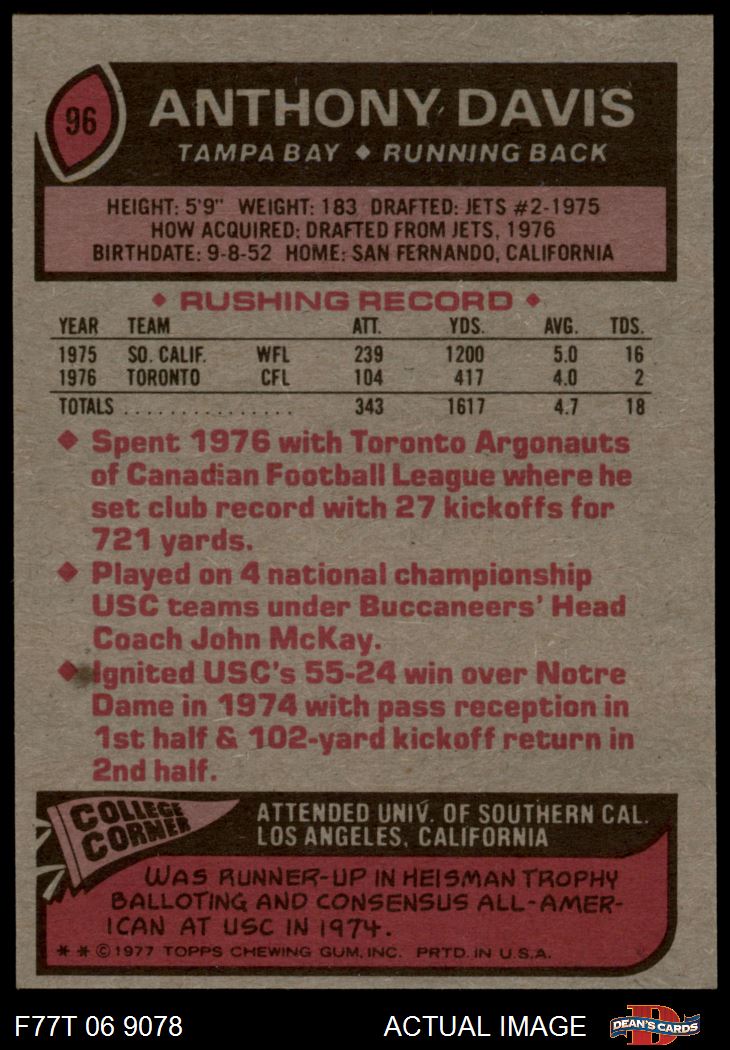 96
ANTHONY DAVIS
TAMPA BAY ◆ RUNNING BACK
HEIGHT: 5'9" WEIGHT: 183 DRAFTED: JETS #2-1975
HOW ACQUIRED: DRAFTED FROM JETS, 1976
BIRTHDATE: 9-8-52 HOME: SAN FERNANDO, CALIFORNIA
◆ RUSHING RECORD ◆
YEAR TEAM ATT. YDS. AVG. TDS.
1975 SO. CALIF. WFL 239 1200 5.0 16
1976 TORONTO CFL 104 417 4.0 2
TOTALS . . . . . . . . . . . . . . . 343 1617 4.7 18
◆ Spent 1976 with Toronto Argonauts
of Canadian Football League where he
set club record with 27 kickoffs for
721 yards.
◆ Played on 4 national championship
USC teams under Buccaneers' Head
Coach John McKay.
◆ Ignited USC's 55-24 win over Notre
Dame in 1974 with pass reception in
1st half & 102-yard kickoff return in
2nd half.
COLLEGE
CORNER
ATTENDED UNIV. OF SOUTHERN CAL.
LOS ANGELES, CALIFORNIA
WAS RUNNER-UP IN HEISMAN TROPHY
BALLOTING AND CONSENSUS ALL-AMER-
ICAN AT USC IN 1974.
* * © 1977 TOPPS CHEWING GUM, INC. PRTD. IN U.S.A.
F77T 06 9078 ACTUAL IMAGE
D
DEAN'S CARDS